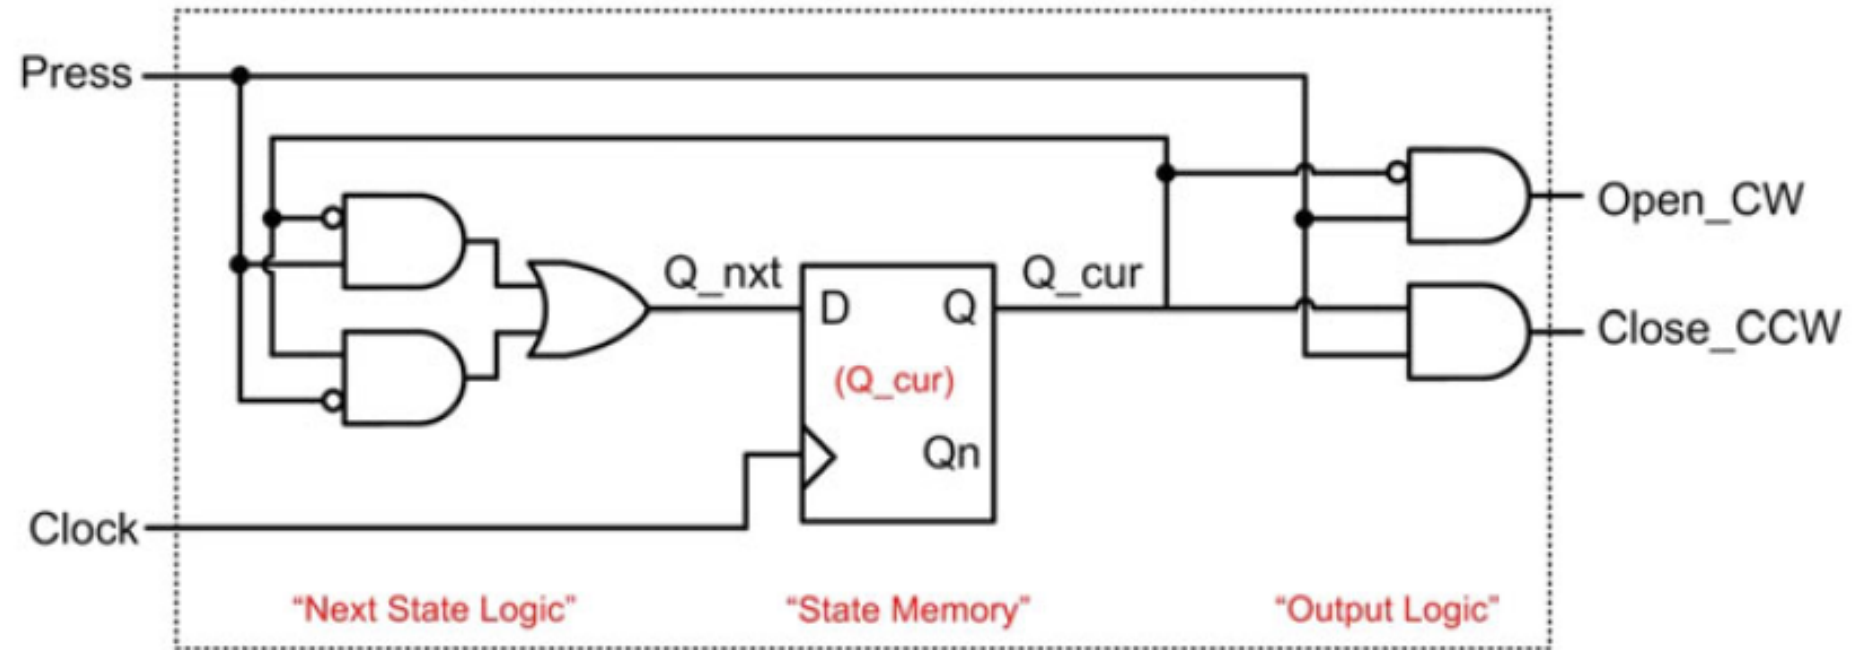 Press
Open_CW
Q_nxt
Q_cur
D
Q
Close_CCW
(Q_cur)
Qn
Clock
“Next State Logic”
“State Memory”
“Output Logic”